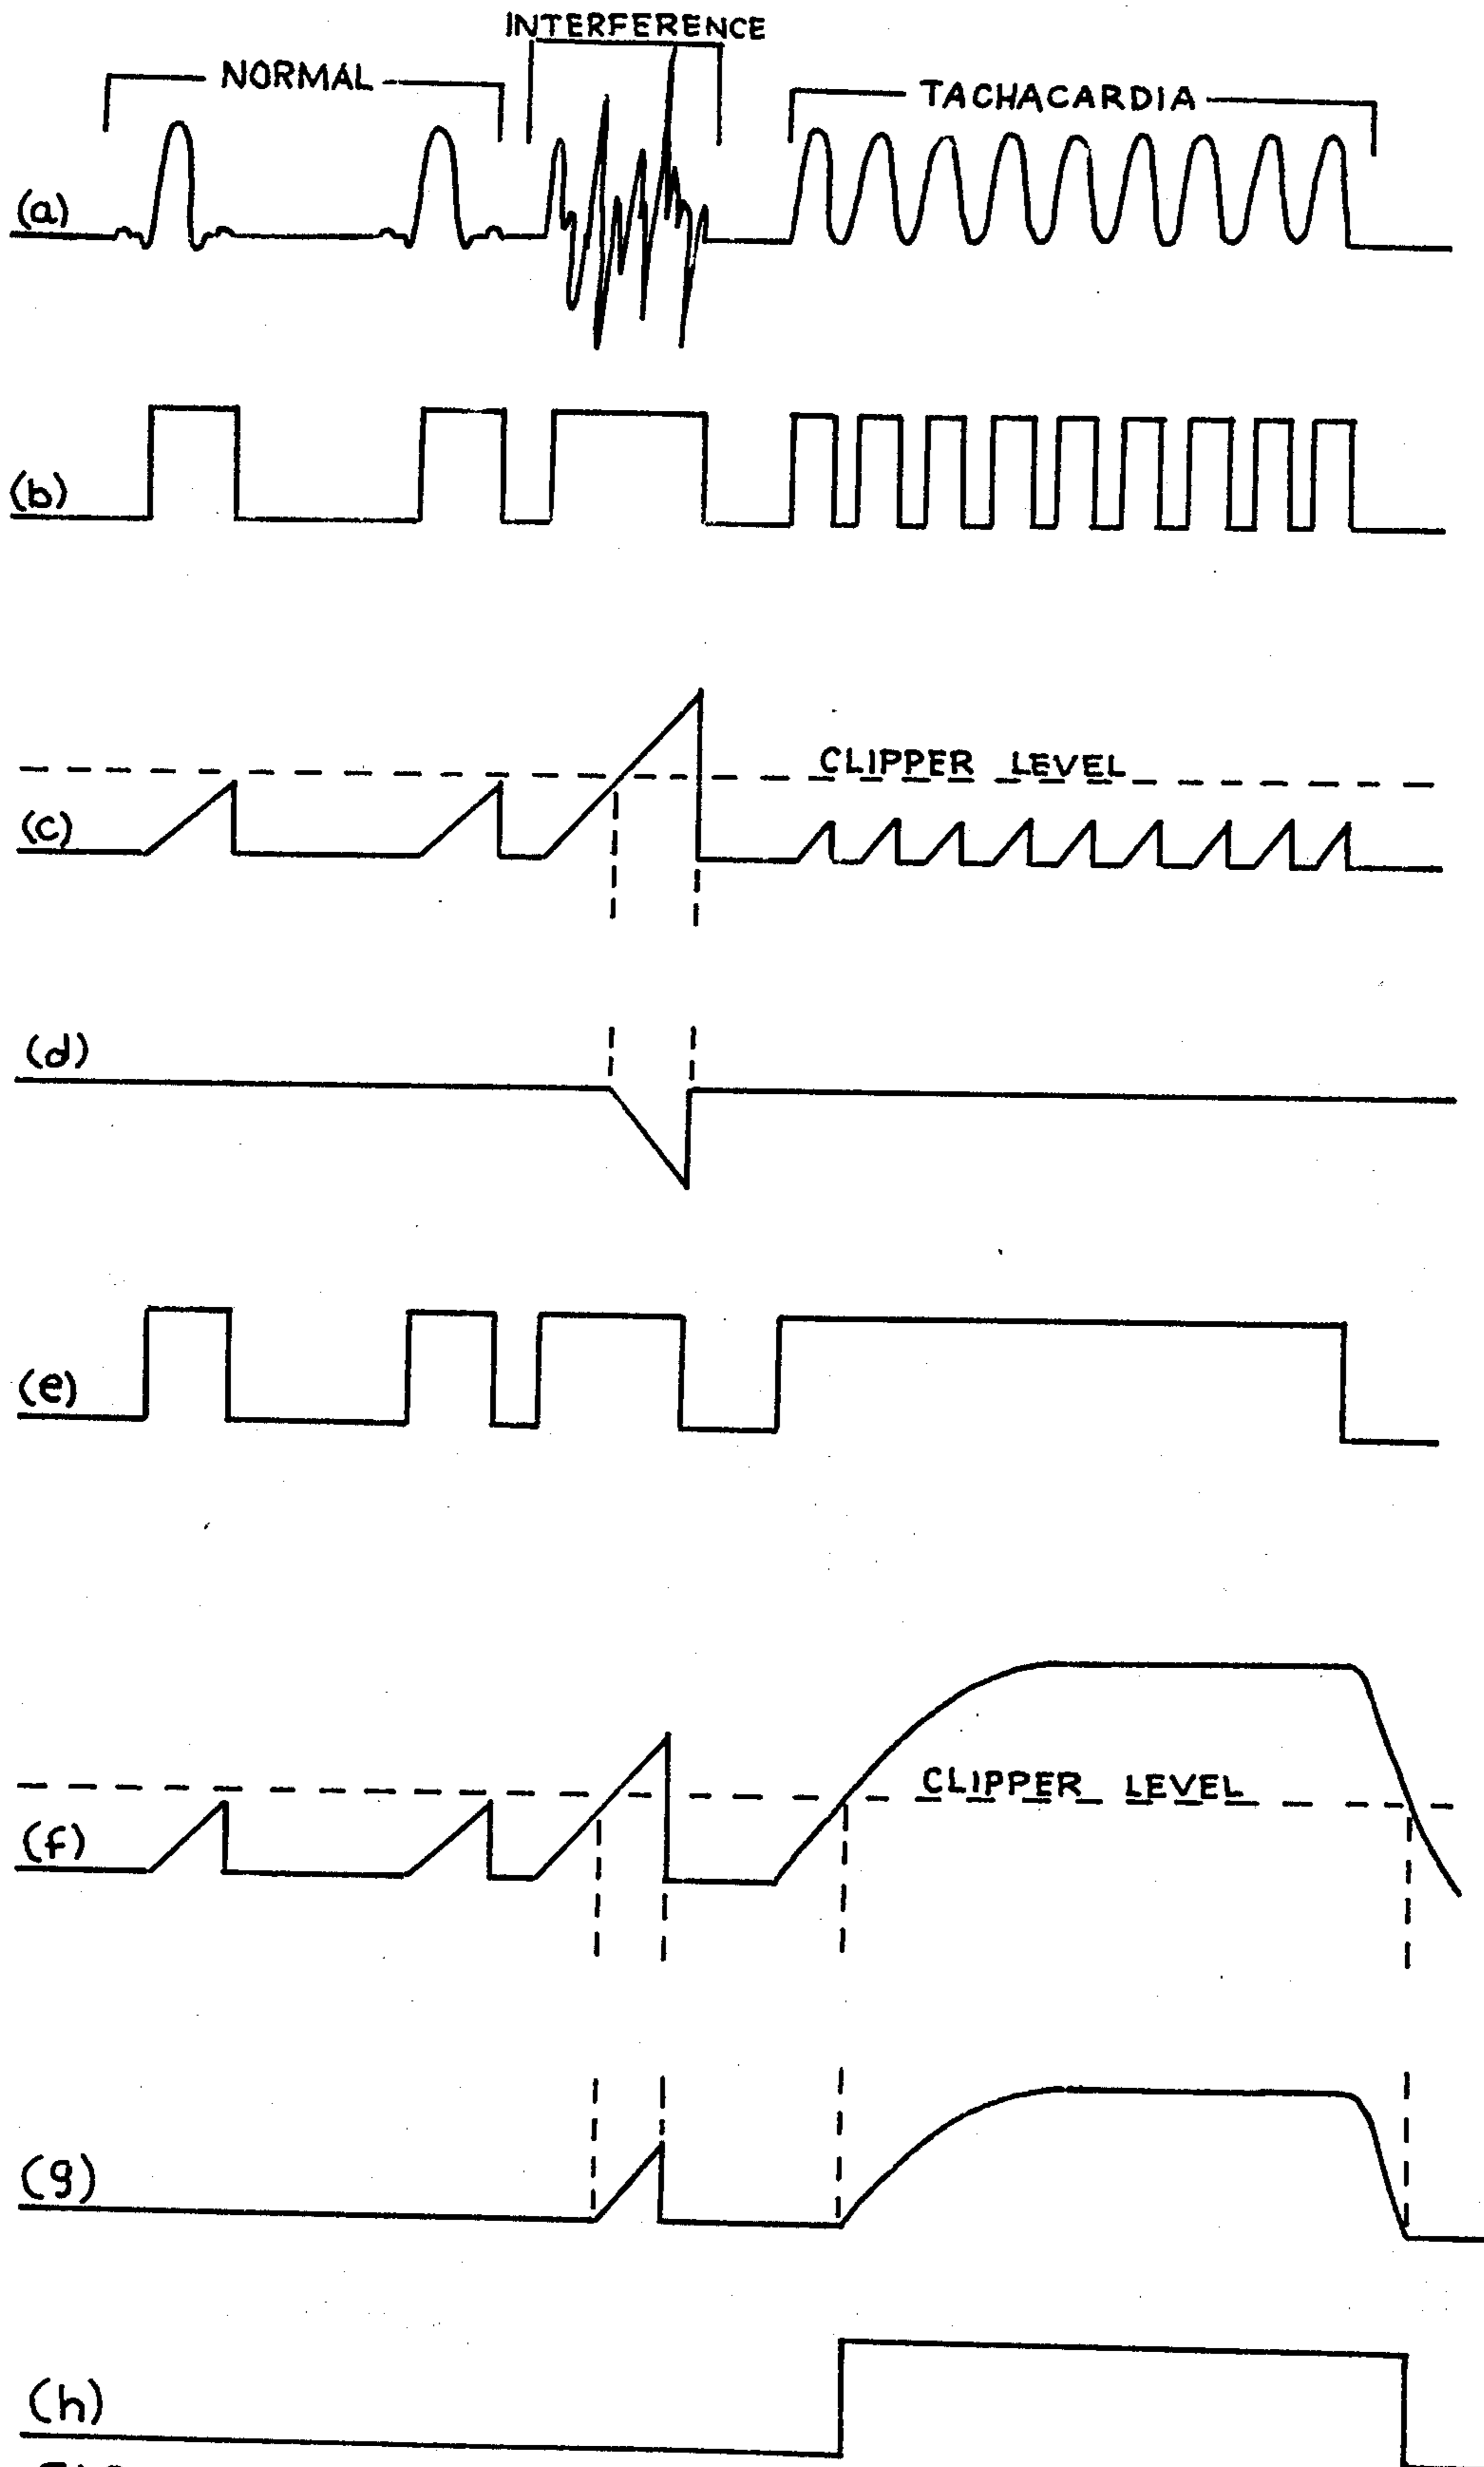 INTERFERENCE
NORMAL
TACHACARDIA
(a)
(b)
CLIPPER LEVEL
(c)
(d)
(e)
CLIPPER LEVEL
(f)
(g)
(h)